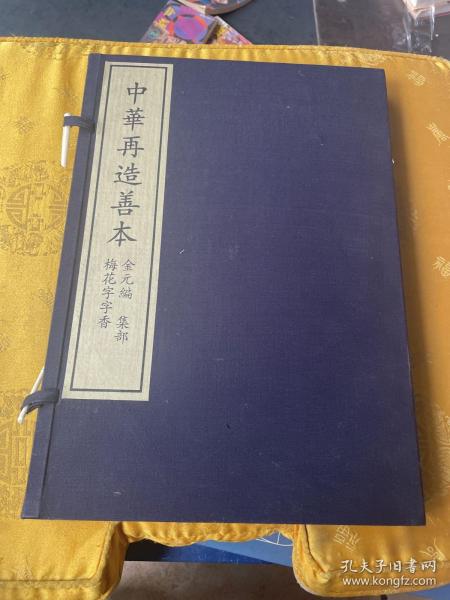 中華再造善本
金元編 集部
梅花字字香
孔夫子旧书网
www.kongfz.com